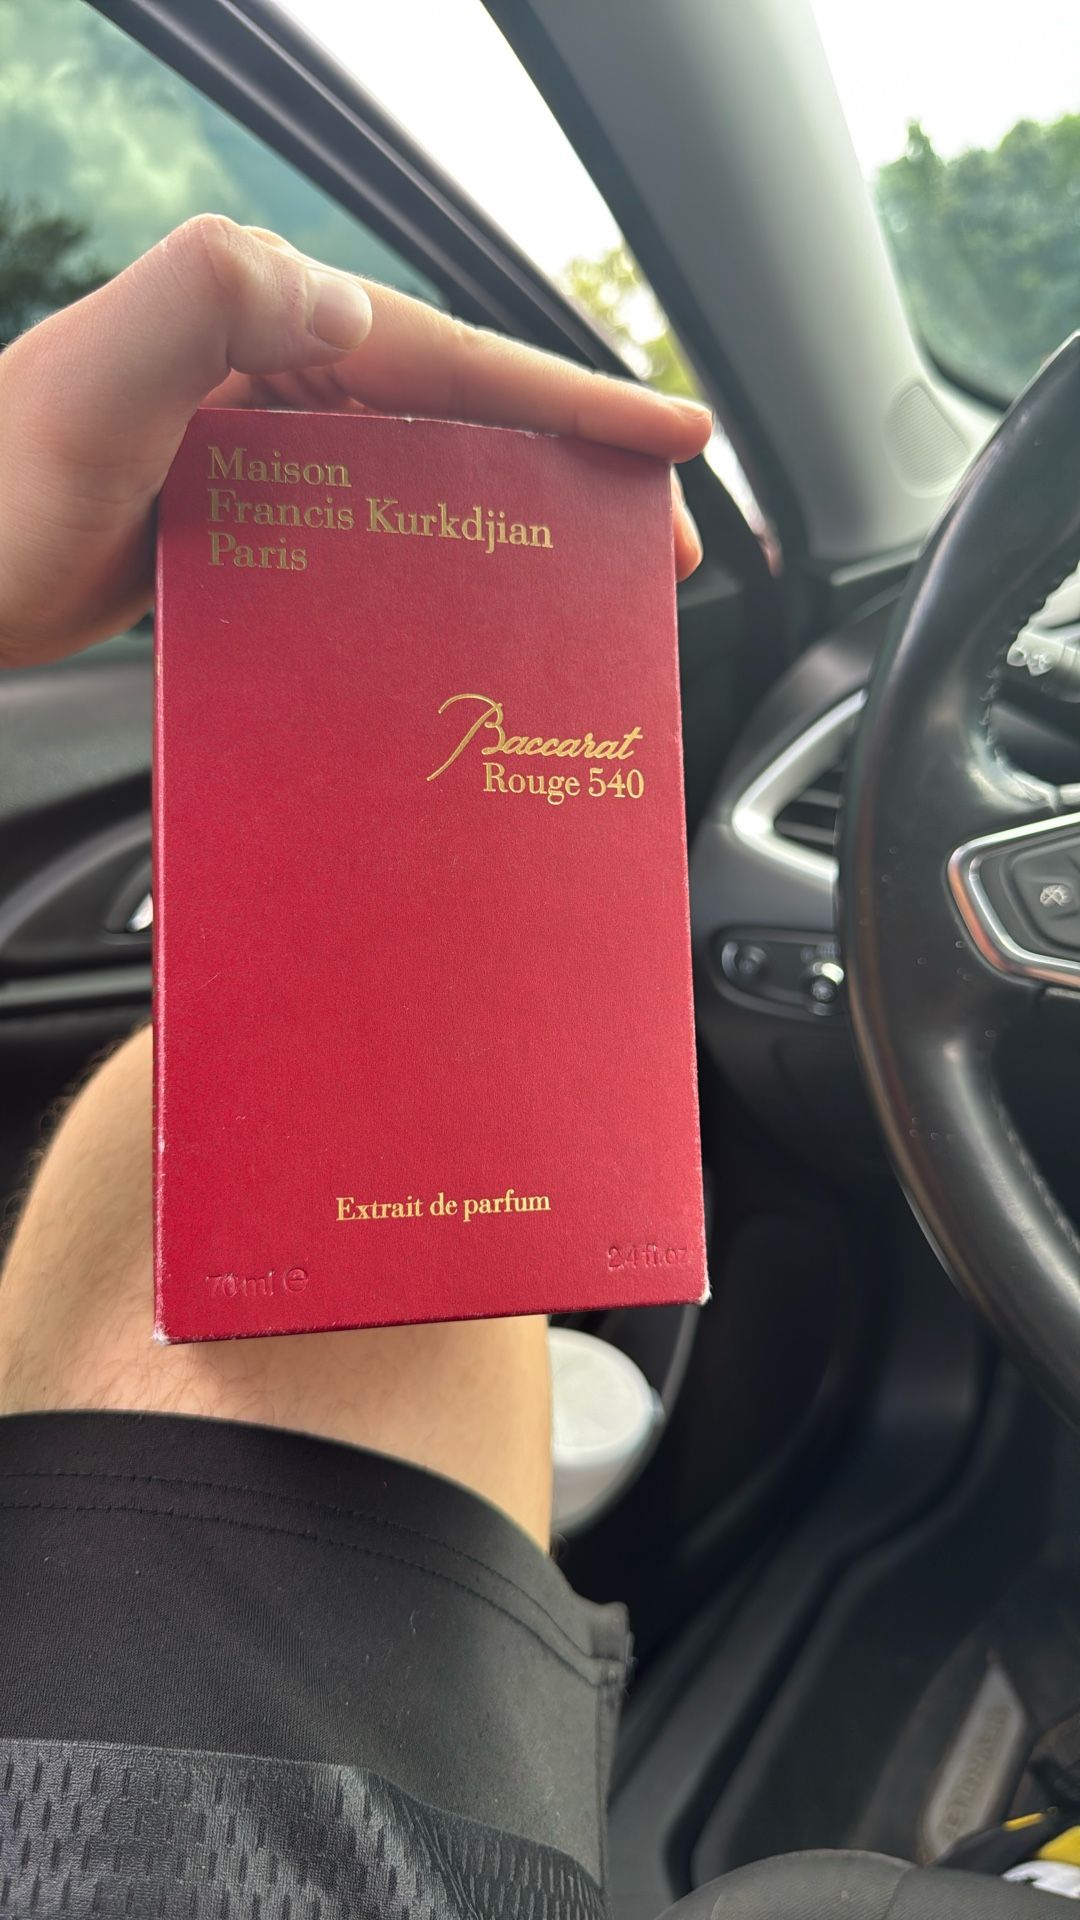 Maison
Francis Kurkdjian
Paris
Baccarat
Rouge 540
Extrait de parfum
70 ml ℮
2.4 fl.oz